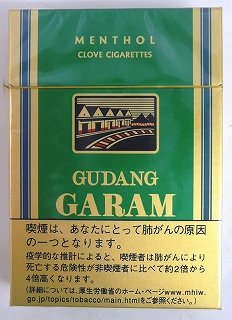 MENTHOL
CLOVE CIGARETTES
GUDANG
GARAM
喫煙は、あなたにとって肺がんの原因
の一つとなります。
疫学的な推計によると、喫煙者は肺がんにより
死亡する危険性が非喫煙者に比べて約2倍から
4倍高くなります。
(詳細については、厚生労働省のホーム・ページwww.mhlw.
go.jp/topics/tobacco/main.htmlをご参照ください。)